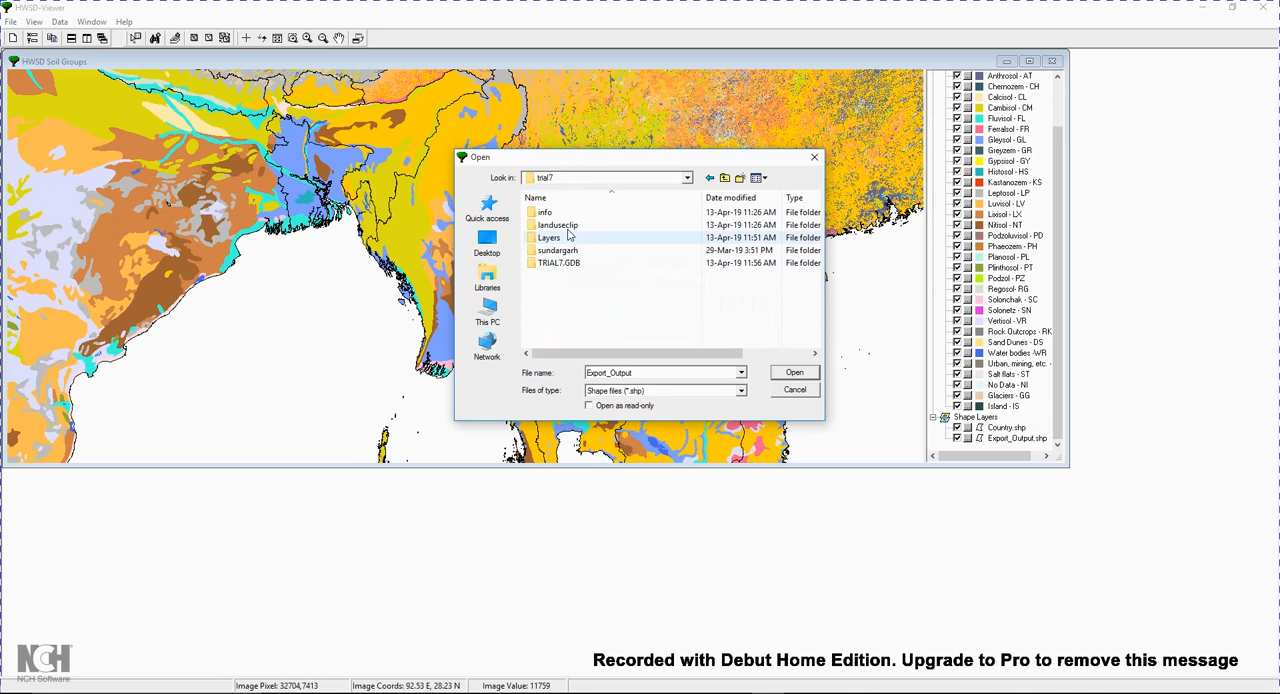 HWSD-Viewer
File View Data Window Help
HWSD Soil Groups
Anthrosol - AT
Chernozem - CH
Calcisol - CL
Cambisol - CM
Fluvisol - FL
Ferralsol - FR
Gleysol - GL
Greyzem - GR
Gypsisol - GY
Histosol - HS
Kastanozem - KS
Leptosol - LP
Luvisol - LV
Lixisol - LX
Nitisol - NT
Podzoluvisol - PD
Phaeozem - PH
Planosol - PL
Plinthosol - PT
Podzol - PZ
Regosol - RG
Solonchak - SC
Solonetz - SN
Vertisol - VR
Rock Outcrops - RK
Sand Dunes - DS
Water bodies -WR
Urban, mining, etc. -
Salt flats - ST
No Data - NI
Glaciers - GG
Island - IS
Shape Layers
Country.shp
Export_Output.shp
Open
Look in: trial7
Quick access
Desktop
Libraries
This PC
Network
Name Date modified Type
info 13-Apr-19 11:26 AM File folder
landuseclip 13-Apr-19 11:26 AM File folder
Layers 13-Apr-19 11:51 AM File folder
sundargarh 29-Mar-19 3:51 PM File folder
TRIAL7.GDB 13-Apr-19 11:56 AM File folder
File name: Export_Output Open
Files of type: Shape files (*.shp) Cancel
Open as read-only
NCH
NCH Software
Recorded with Debut Home Edition. Upgrade to Pro to remove this message
Image Pixel: 32704,7413 Image Coords: 92.53 E, 28.23 N Image Value: 11759